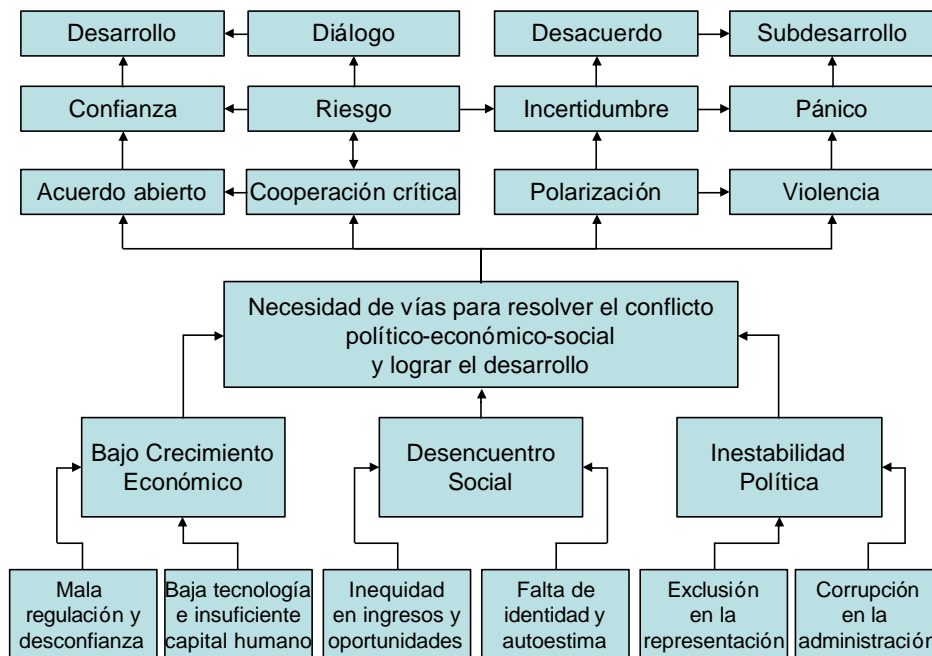 Desarrollo
Diálogo
Desacuerdo
Subdesarrollo
Confianza
Riesgo
Incertidumbre
Pánico
Acuerdo abierto
Cooperación crítica
Polarización
Violencia
Necesidad de vías para resolver el conflicto
político-económico-social
y lograr el desarrollo
Bajo Crecimiento
Económico
Desencuentro
Social
Inestabilidad
Política
Mala
regulación y
desconfianza
Baja tecnología
e insuficiente
capital humano
Inequidad
en ingresos y
oportunidades
Falta de
identidad y
autoestima
Exclusión
en la
representación
Corrupción
en la
administración